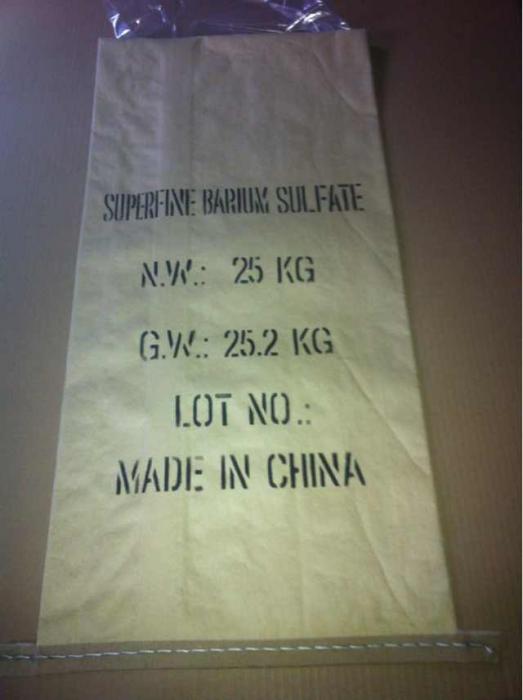 SUPERFINE BARIUM SULFATE
N.W.: 25 KG
G.W.: 25.2 KG
LOT NO.:
MADE IN CHINA